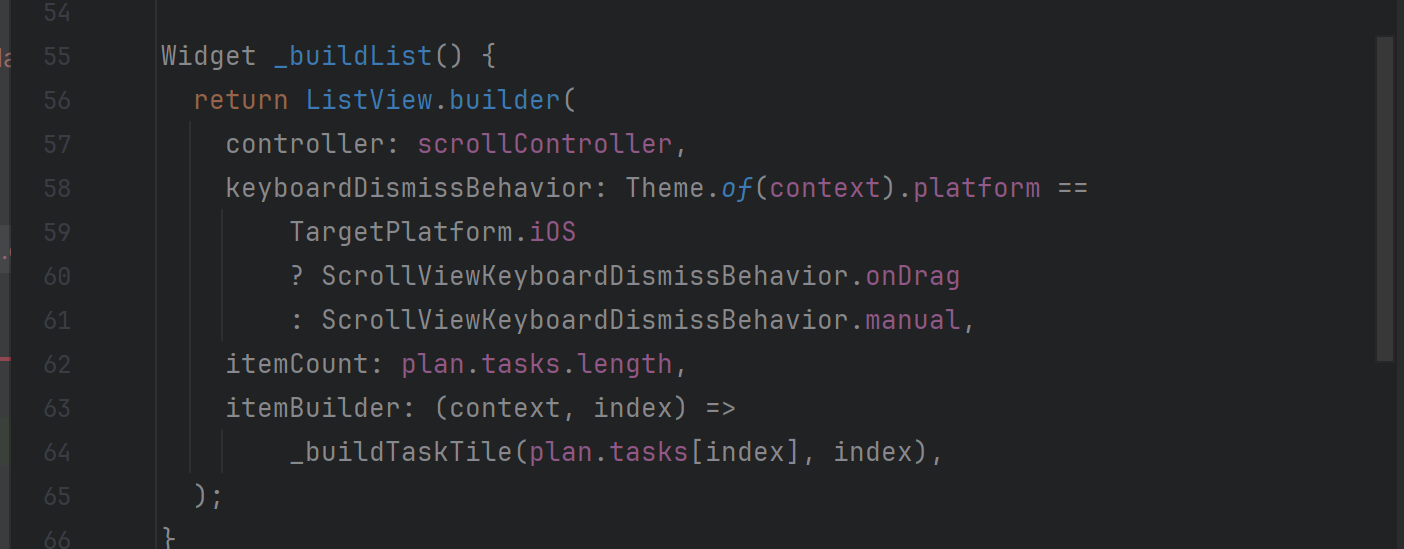 54
55 Widget _buildList() {
56 return ListView.builder(
57 controller: scrollController,
58 keyboardDismissBehavior: Theme.of(context).platform ==
59 TargetPlatform.iOS
60 ? ScrollViewKeyboardDismissBehavior.onDrag
61 : ScrollViewKeyboardDismissBehavior.manual,
62 itemCount: plan.tasks.length,
63 itemBuilder: (context, index) =>
64 _buildTaskTile(plan.tasks[index], index),
65 );
66 }